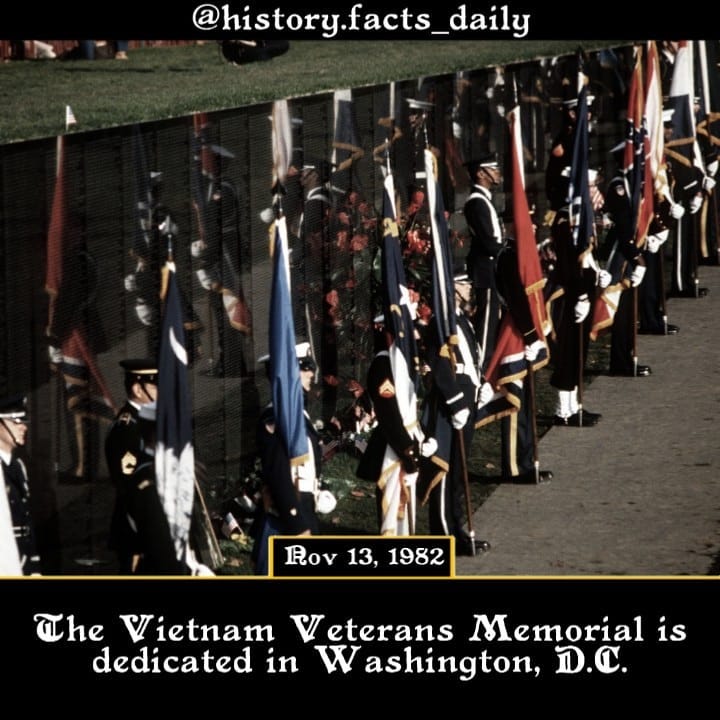 @history.facts_daily
Nov 13, 1982
The Vietnam Veterans Memorial is
dedicated in Washington, D.C.